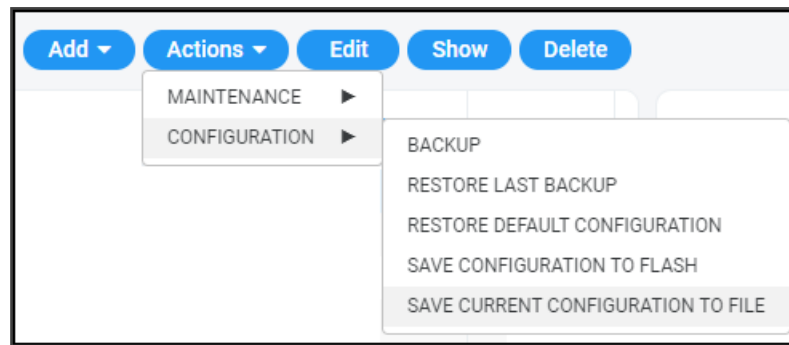 Add Actions Edit Show Delete
MAINTENANCE
CONFIGURATION
BACKUP
RESTORE LAST BACKUP
RESTORE DEFAULT CONFIGURATION
SAVE CONFIGURATION TO FLASH
SAVE CURRENT CONFIGURATION TO FILE